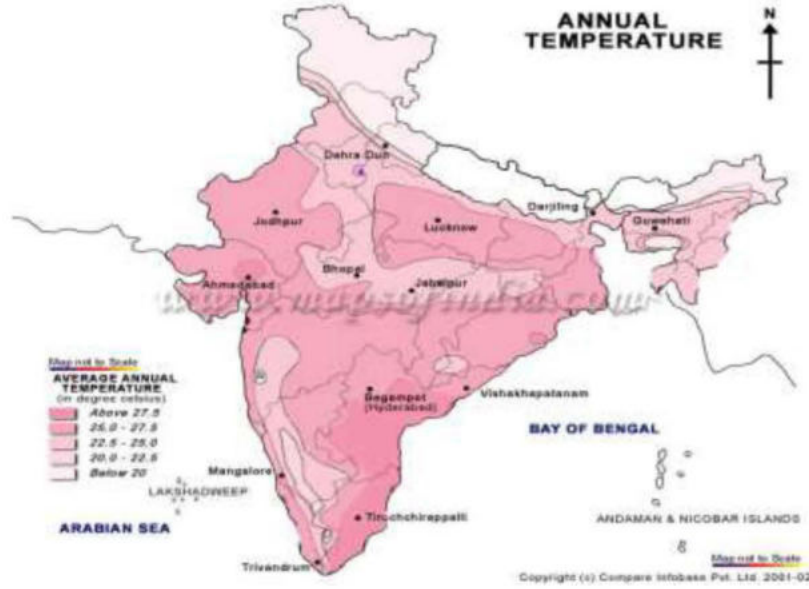 ANNUAL
TEMPERATURE
N
Dehra Dun
Jodhpur
Lucknow
Darjiling
Guwahati
Ahmadabad
Bhopal
Jabalpur
www.mapsofindia.com
Map not to Scale
AVERAGE ANNUAL
TEMPERATURE
(in degree celsius)
Above 27.5
25.0 - 27.5
22.5 - 25.0
20.0 - 22.5
Below 20
Begampet
(Hyderabad)
Vishakhapatanam
BAY OF BENGAL
Mangalore
LAKSHADWEEP
ARABIAN SEA
Tiruchchirappalli
ANDAMAN & NICOBAR ISLANDS
Trivandrum
Map not to Scale
Copyright (c) Compare Infobase Pvt. Ltd. 2001-02